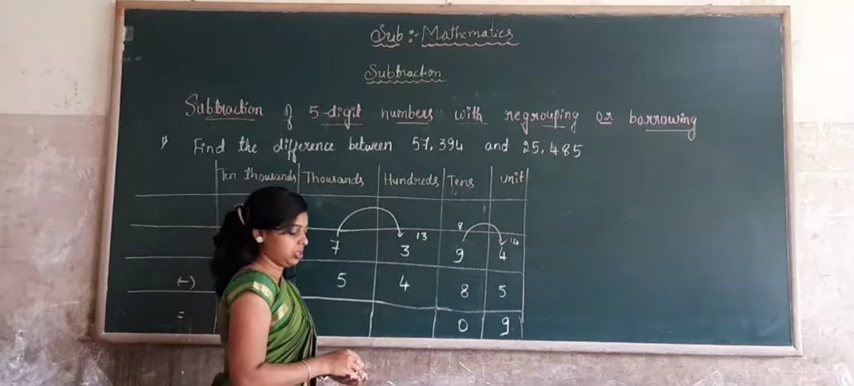 Sub :- Mathematics
Subtraction
Subtraction of 5-digit numbers with regrouping or borrowing
1) Find the difference between 57,394 and 25,485
Ten Thousands Thousands Hundreds Tens Unit
8
7 3 13 9 4 14
(-) 5 4 8 5
= 0 9